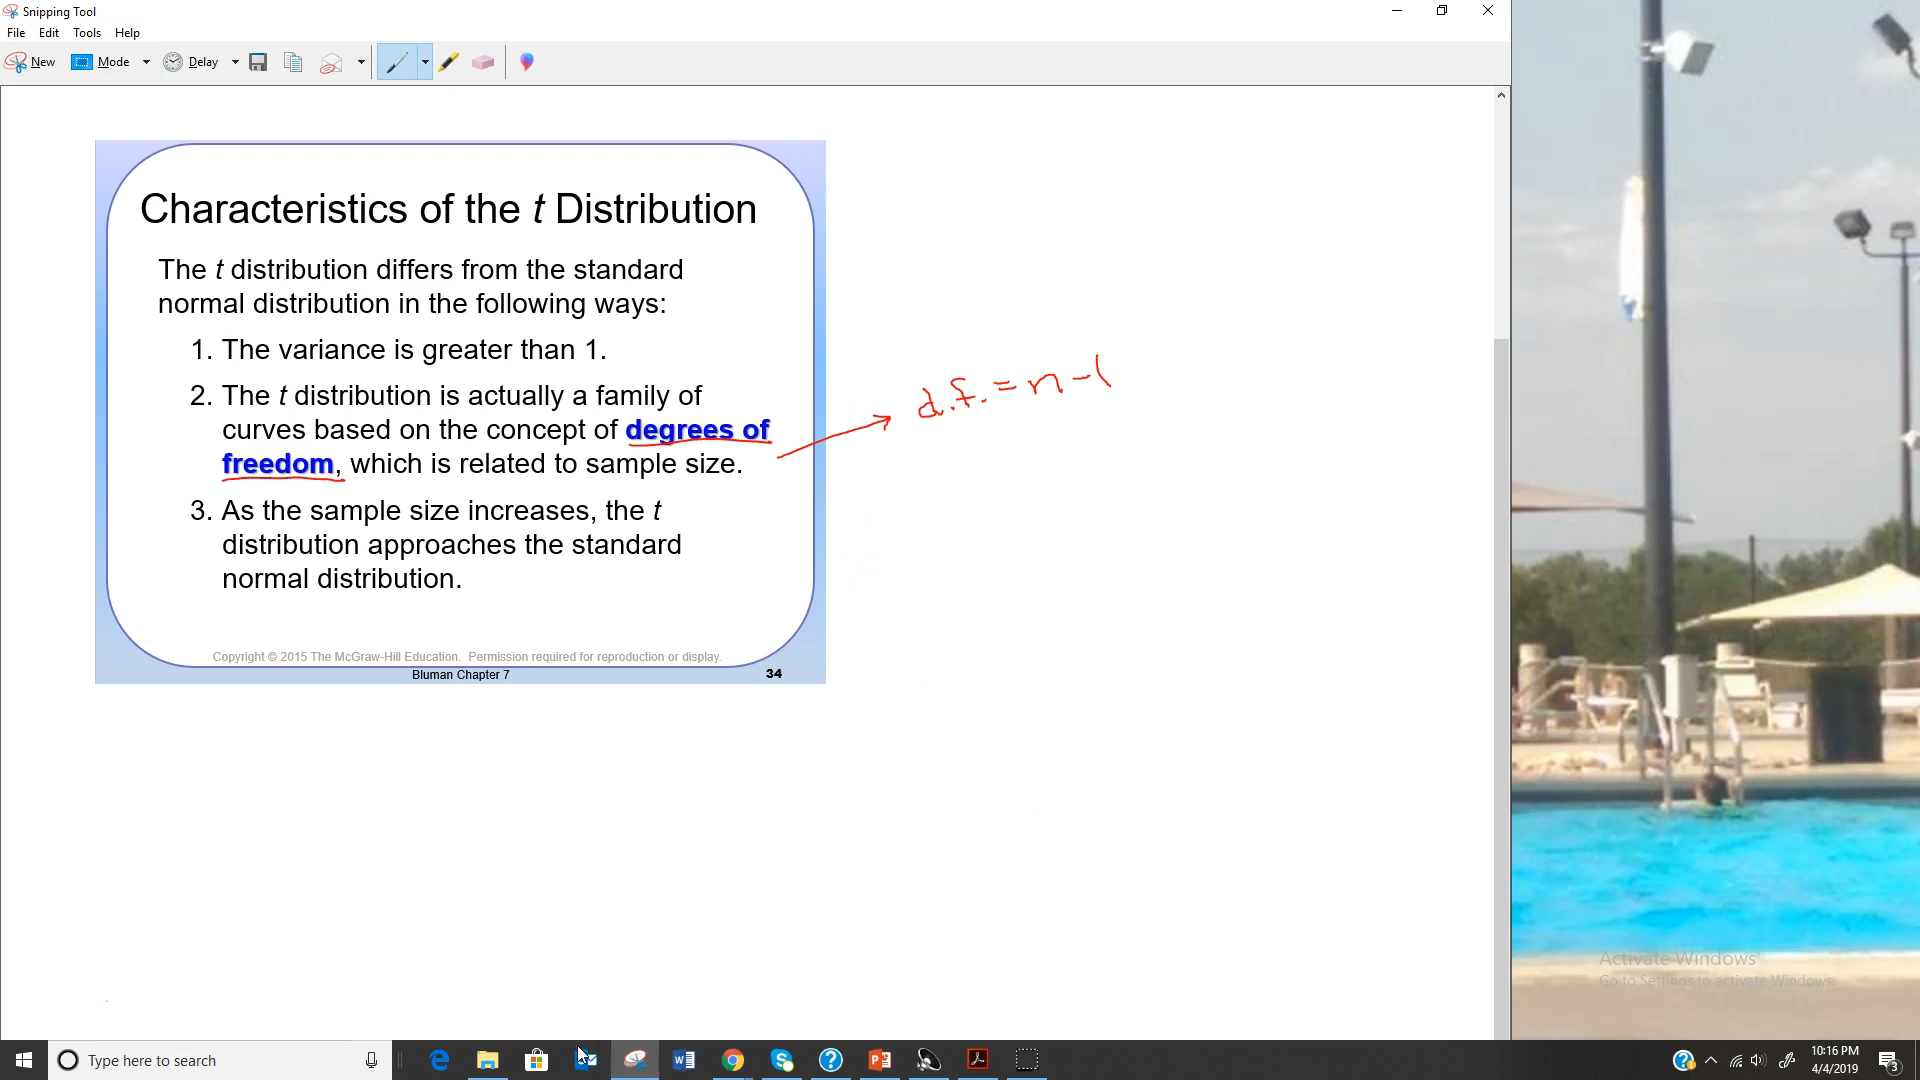 Snipping Tool
File Edit Tools Help
New Mode Delay
Characteristics of the t Distribution
The t distribution differs from the standard
normal distribution in the following ways:
1. The variance is greater than 1.
2. The t distribution is actually a family of
curves based on the concept of degrees of
freedom, which is related to sample size.
d.f. = n - 1
3. As the sample size increases, the t
distribution approaches the standard
normal distribution.
Copyright © 2015 The McGraw-Hill Education. Permission required for reproduction or display.
Bluman Chapter 7
34
Activate Windows
Go to Settings to activate Windows.
Type here to search
10:16 PM
4/4/2019
3